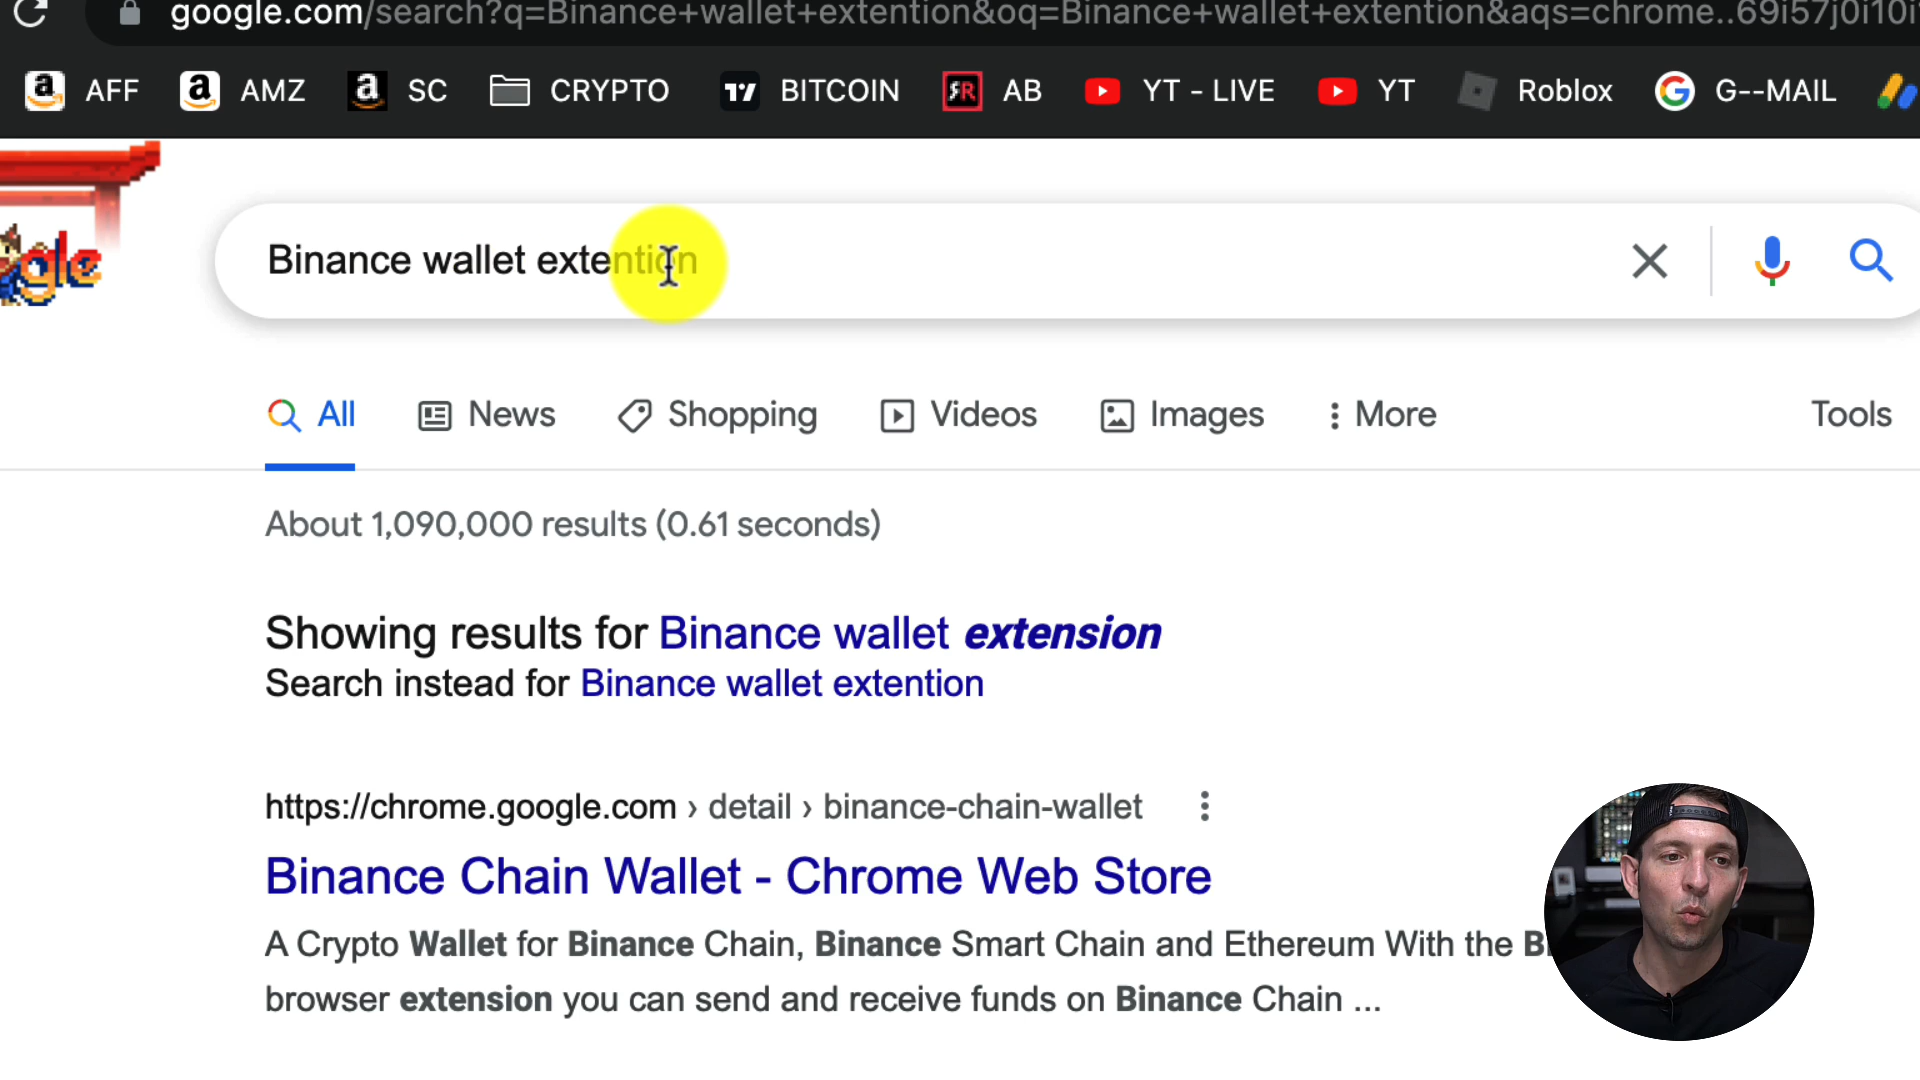 google.com/search?q=Binance+wallet+extention&oq=Binance+wallet+extention&aqs=chrome..69i57j0i10i
AFF AMZ SC CRYPTO BITCOIN AB YT - LIVE YT Roblox G--MAIL
Binance wallet extention
All News Shopping Videos Images More Tools
About 1,090,000 results (0.61 seconds)
Showing results for Binance wallet extension
Search instead for Binance wallet extention
https://chrome.google.com › detail › binance-chain-wallet
Binance Chain Wallet - Chrome Web Store
A Crypto Wallet for Binance Chain, Binance Smart Chain and Ethereum With the
browser extension you can send and receive funds on Binance Chain ...